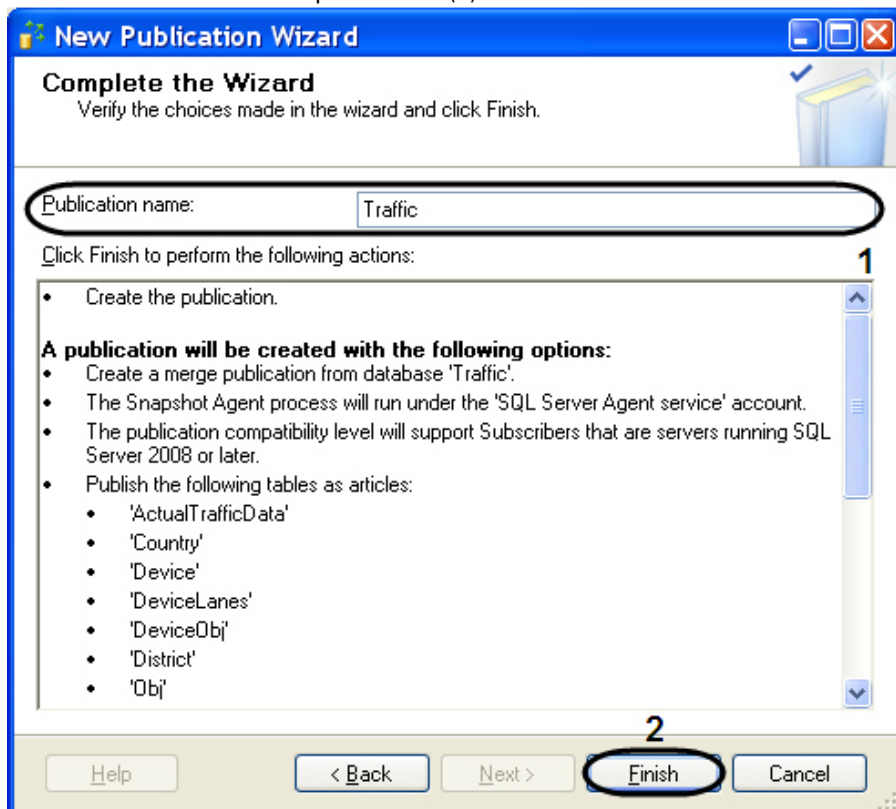 New Publication Wizard
Complete the Wizard
Verify the choices made in the wizard and click Finish.
Publication name:
Traffic
Click Finish to perform the following actions:
1
• Create the publication.
A publication will be created with the following options:
• Create a merge publication from database 'Traffic'.
• The Snapshot Agent process will run under the 'SQL Server Agent service' account.
• The publication compatibility level will support Subscribers that are servers running SQL
Server 2008 or later.
• Publish the following tables as articles:
• 'ActualTrafficData'
• 'Country'
• 'Device'
• 'DeviceLanes'
• 'DeviceObj'
• 'District'
• 'Obj'
2
Help
< Back
Next >
Finish
Cancel